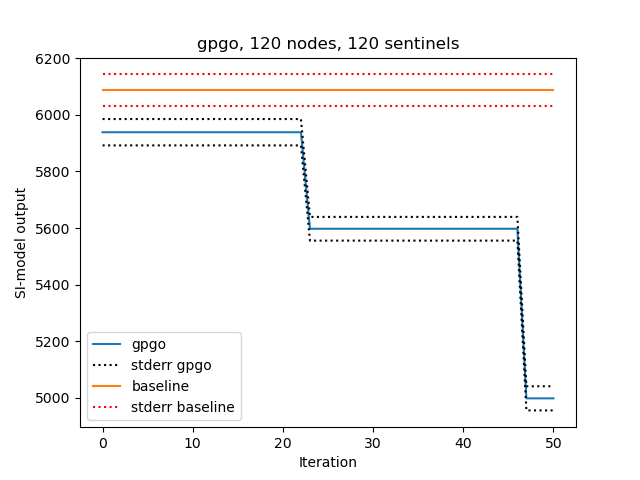 gpgo, 120 nodes, 120 sentinels
SI-model output
6200
6000
5800
5600
5400
5200
5000
gpgo
stderr gpgo
baseline
stderr baseline
0 10 20 30 40 50
Iteration